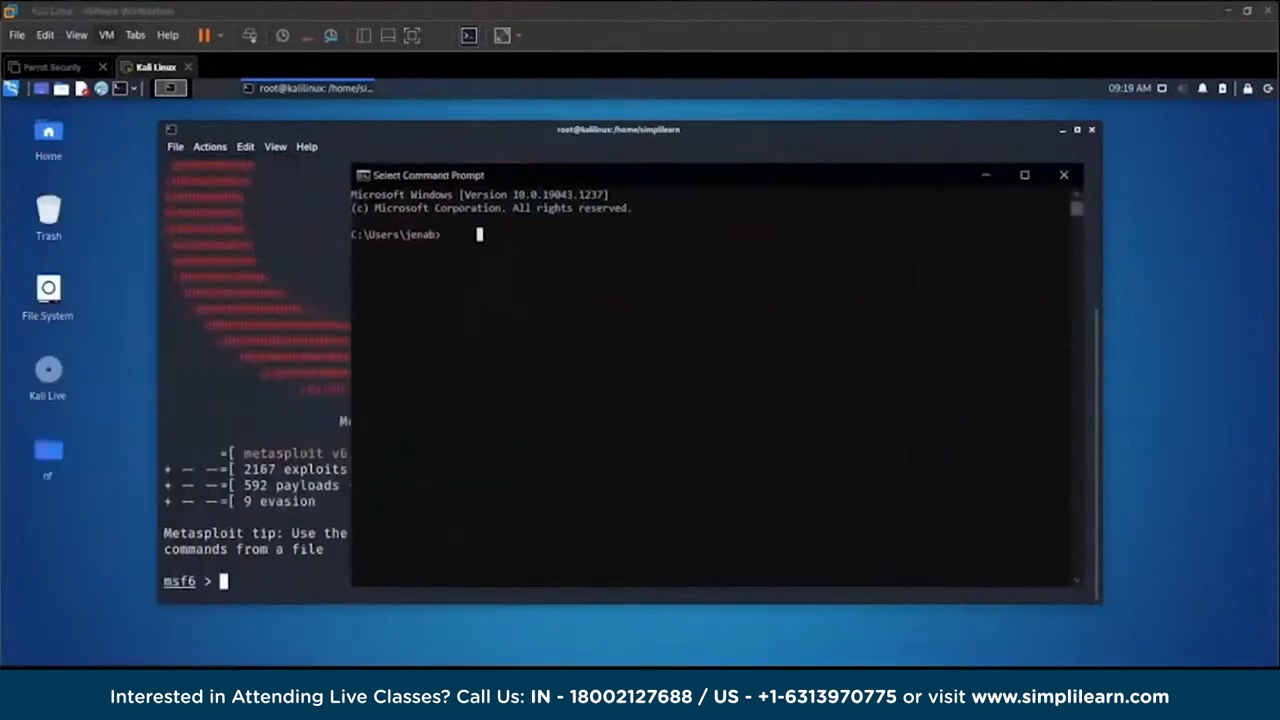 Kali Linux - VMware Workstation
File Edit View VM Tabs Help
Parrot Security
Kali Linux
root@kalilinux: /home/si...
09:19 AM
Home
Trash
File System
Kali Live
nf
root@kalilinux: /home/simplilearn
File Actions Edit View Help
=[ metasploit v6
+ -- --=[ 2167 exploits
+ -- --=[ 592 payloads
+ -- --=[ 9 evasion
Metasploit tip: Use the
commands from a file
msf6 >
Select Command Prompt
Microsoft Windows [Version 10.0.19043.1237]
(c) Microsoft Corporation. All rights reserved.
C:\Users\jenab>
Interested in Attending Live Classes? Call Us: IN - 18002127688 / US - +1-6313970775 or visit www.simplilearn.com